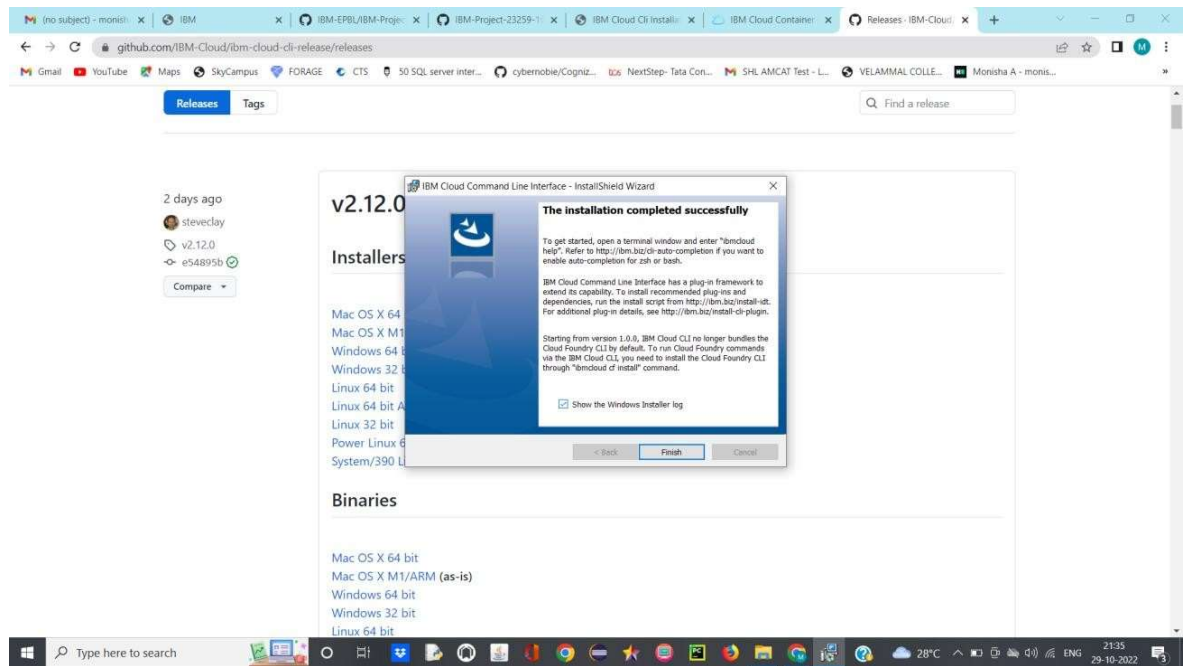 (no subject) - monish
IBM
IBM-EPBL/IBM-Projec
IBM-Project-23259-1
IBM Cloud Cli Installa
IBM Cloud Container
Releases · IBM-Cloud
github.com/IBM-Cloud/ibm-cloud-cli-release/releases
M
Gmail
YouTube
Maps
SkyCampus
FORAGE
CTS
50 SQL server inter...
cybernobie/Cogniz...
NextStep- Tata Con...
SHL AMCAT Test - L...
VELAMMAL COLLE...
Monisha A - monis...
»
Releases
Tags
Find a release
2 days ago
steveclay
v2.12.0
e54895b
Compare
v2.12.0
Installers
Mac OS X 64
Mac OS X M1
Windows 64 b
Windows 32 b
Linux 64 bit
Linux 64 bit A
Linux 32 bit
Power Linux 6
System/390 L
IBM Cloud Command Line Interface - InstallShield Wizard
The installation completed successfully
To get started, open a terminal window and enter "ibmcloud
help". Refer to http://ibm.biz/cli-auto-completion if you want to
enable auto-completion for zsh or bash.
IBM Cloud Command Line Interface has a plug-in framework to
extend its capability. To install recommended plug-ins and
dependencies, run the install script from http://ibm.biz/install-idt.
For additional plug-in details, see http://ibm.biz/install-cli-plugin.
Starting from version 1.0.0, IBM Cloud CLI no longer bundles the
Cloud Foundry CLI by default. To run Cloud Foundry commands
via the IBM Cloud CLI, you need to install the Cloud Foundry CLI
through "ibmcloud cf install" command.
Show the Windows Installer log
< Back
Finish
Cancel
Binaries
Mac OS X 64 bit
Mac OS X M1/ARM (as-is)
Windows 64 bit
Windows 32 bit
Linux 64 bit
Type here to search
28°C
ENG
21:35
29-10-2022
3